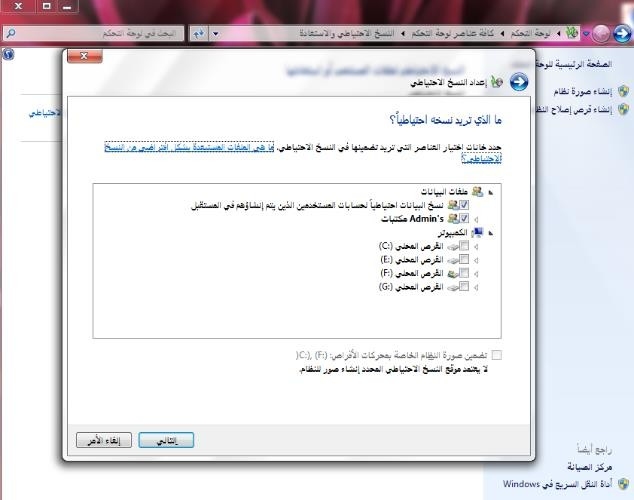 لوحة التحكم ◂ كافة عناصر لوحة التحكم ◂ النسخ الاحتياطي والاستعادة
البحث في لوحة التحكم
الصفحة الرئيسية للوحة
إنشاء صورة نظام
إنشاء قرص إصلاح
إعداد النسخ الاحتياطي
ما الذي تريد نسخه احتياطياً؟
حدد خانات إختيار العناصر التي تريد تضمينها في النسخ الاحتياطي. ما هي الملفات المستبعدة بشكل افتراضي من النسخ
الاحتياطي؟
ملفات البيانات
نسخ البيانات احتياطياً لحسابات المستخدمين الذين يتم إنشاؤهم في المستقبل
Admin's مكتبات
الكمبيوتر
القرص المحلي (C:)
القرص المحلي (E:)
القرص المحلي (F:)
القرص المحلي (G:)
تضمين صورة النظام الخاصة بمحركات الأقراص: (F:) ,(C:)
لا يعتمد موقع النسخ الاحتياطي المحدد إنشاء صور للنظام.
التالي
إلغاء الأمر
راجع أيضاً
مركز الصيانة
أداة النقل السريع في Windows